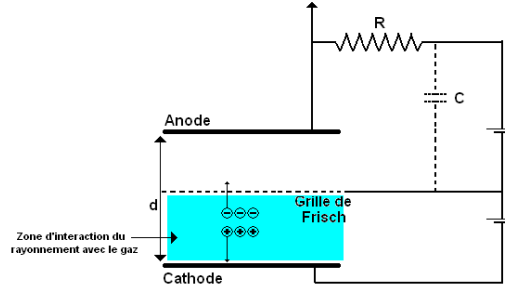 R
C
Anode
d
Grille de
Frisch
Zone d'interaction du
rayonnement avec le gaz
Cathode